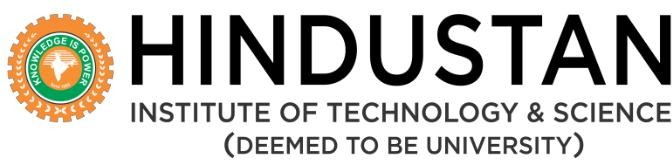 KNOWLEDGE IS POWER
HINDUSTAN
INSTITUTE OF TECHNOLOGY & SCIENCE
(DEEMED TO BE UNIVERSITY)